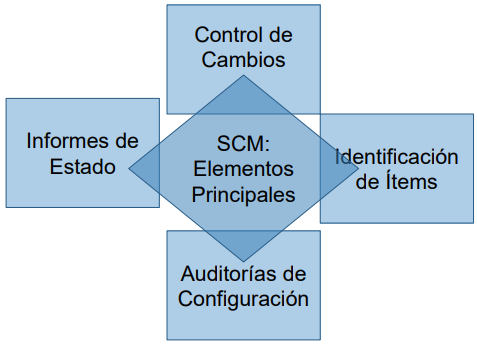 Control de
Cambios
Informes de
Estado
SCM:
Elementos
Principales
Identificación
de Ítems
Auditorías de
Configuración